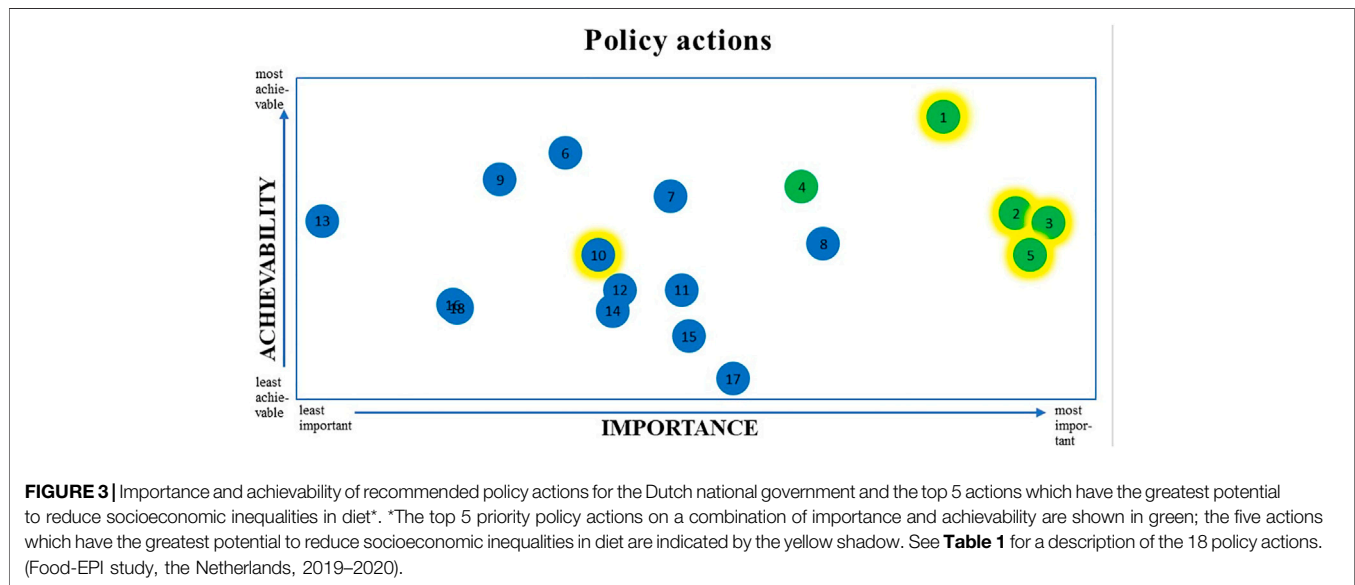 Policy actions
most
achie-
vable
1
6
9
4
7
13
2
3
8
10
5
12
11
16
18
14
15
17
ACHIEVABILITY
least
achie-
vable
least
important
IMPORTANCE
most
impor-
tant
FIGURE 3 | Importance and achievability of recommended policy actions for the Dutch national government and the top 5 actions which have the greatest potential
to reduce socioeconomic inequalities in diet*. *The top 5 priority policy actions on a combination of importance and achievability are shown in green; the five actions
which have the greatest potential to reduce socioeconomic inequalities in diet are indicated by the yellow shadow. See Table 1 for a description of the 18 policy actions.
(Food-EPI study, the Netherlands, 2019–2020).